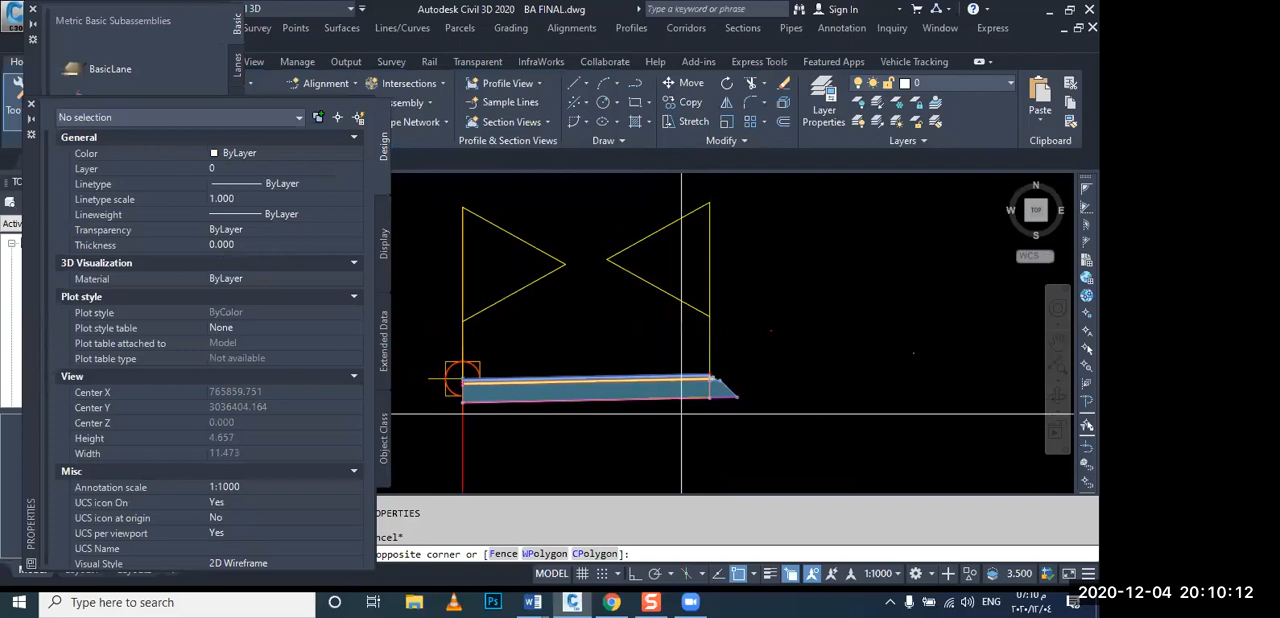 Metric Basic Subassemblies
Basic
BasicLane
Lanes
3D
Autodesk Civil 3D 2020   BA FINAL.dwg
Type a keyword or phrase
Sign In
Survey Points Surfaces Lines/Curves Parcels Grading Alignments Profiles Corridors Sections Pipes Annotation Inquiry Window Express
View Manage Output Survey Rail Transparent InfraWorks Collaborate Help Add-ins Express Tools Featured Apps Vehicle Tracking
Alignment Intersections Profile View
Sample Lines
Section Views
Profile & Section Views
Draw
Move
Copy
Stretch
Modify
Layer Properties
0
Layers
Paste
Clipboard
No selection
Design
Display
Extended Data
Object Class
General
Color ByLayer
Layer 0
Linetype ByLayer
Linetype scale 1.000
Lineweight ByLayer
Transparency ByLayer
Thickness 0.000
3D Visualization
Material ByLayer
Plot style
Plot style ByColor
Plot style table None
Plot table attached to Model
Plot table type Not available
View
Center X 765859.751
Center Y 3036404.164
Center Z 0.000
Height 4.657
Width 11.473
Misc
Annotation scale 1:1000
UCS icon On Yes
UCS icon at origin No
UCS per viewport Yes
UCS Name
Visual Style 2D Wireframe
PROPERTIES
N
W TOP E
S
WCS
PROPERTIES
ncel*
opposite corner or [Fence WPolygon CPolygon]:
MODEL 1:1000 3.500
Type here to search
ENG
2020-12-04 20:10:12